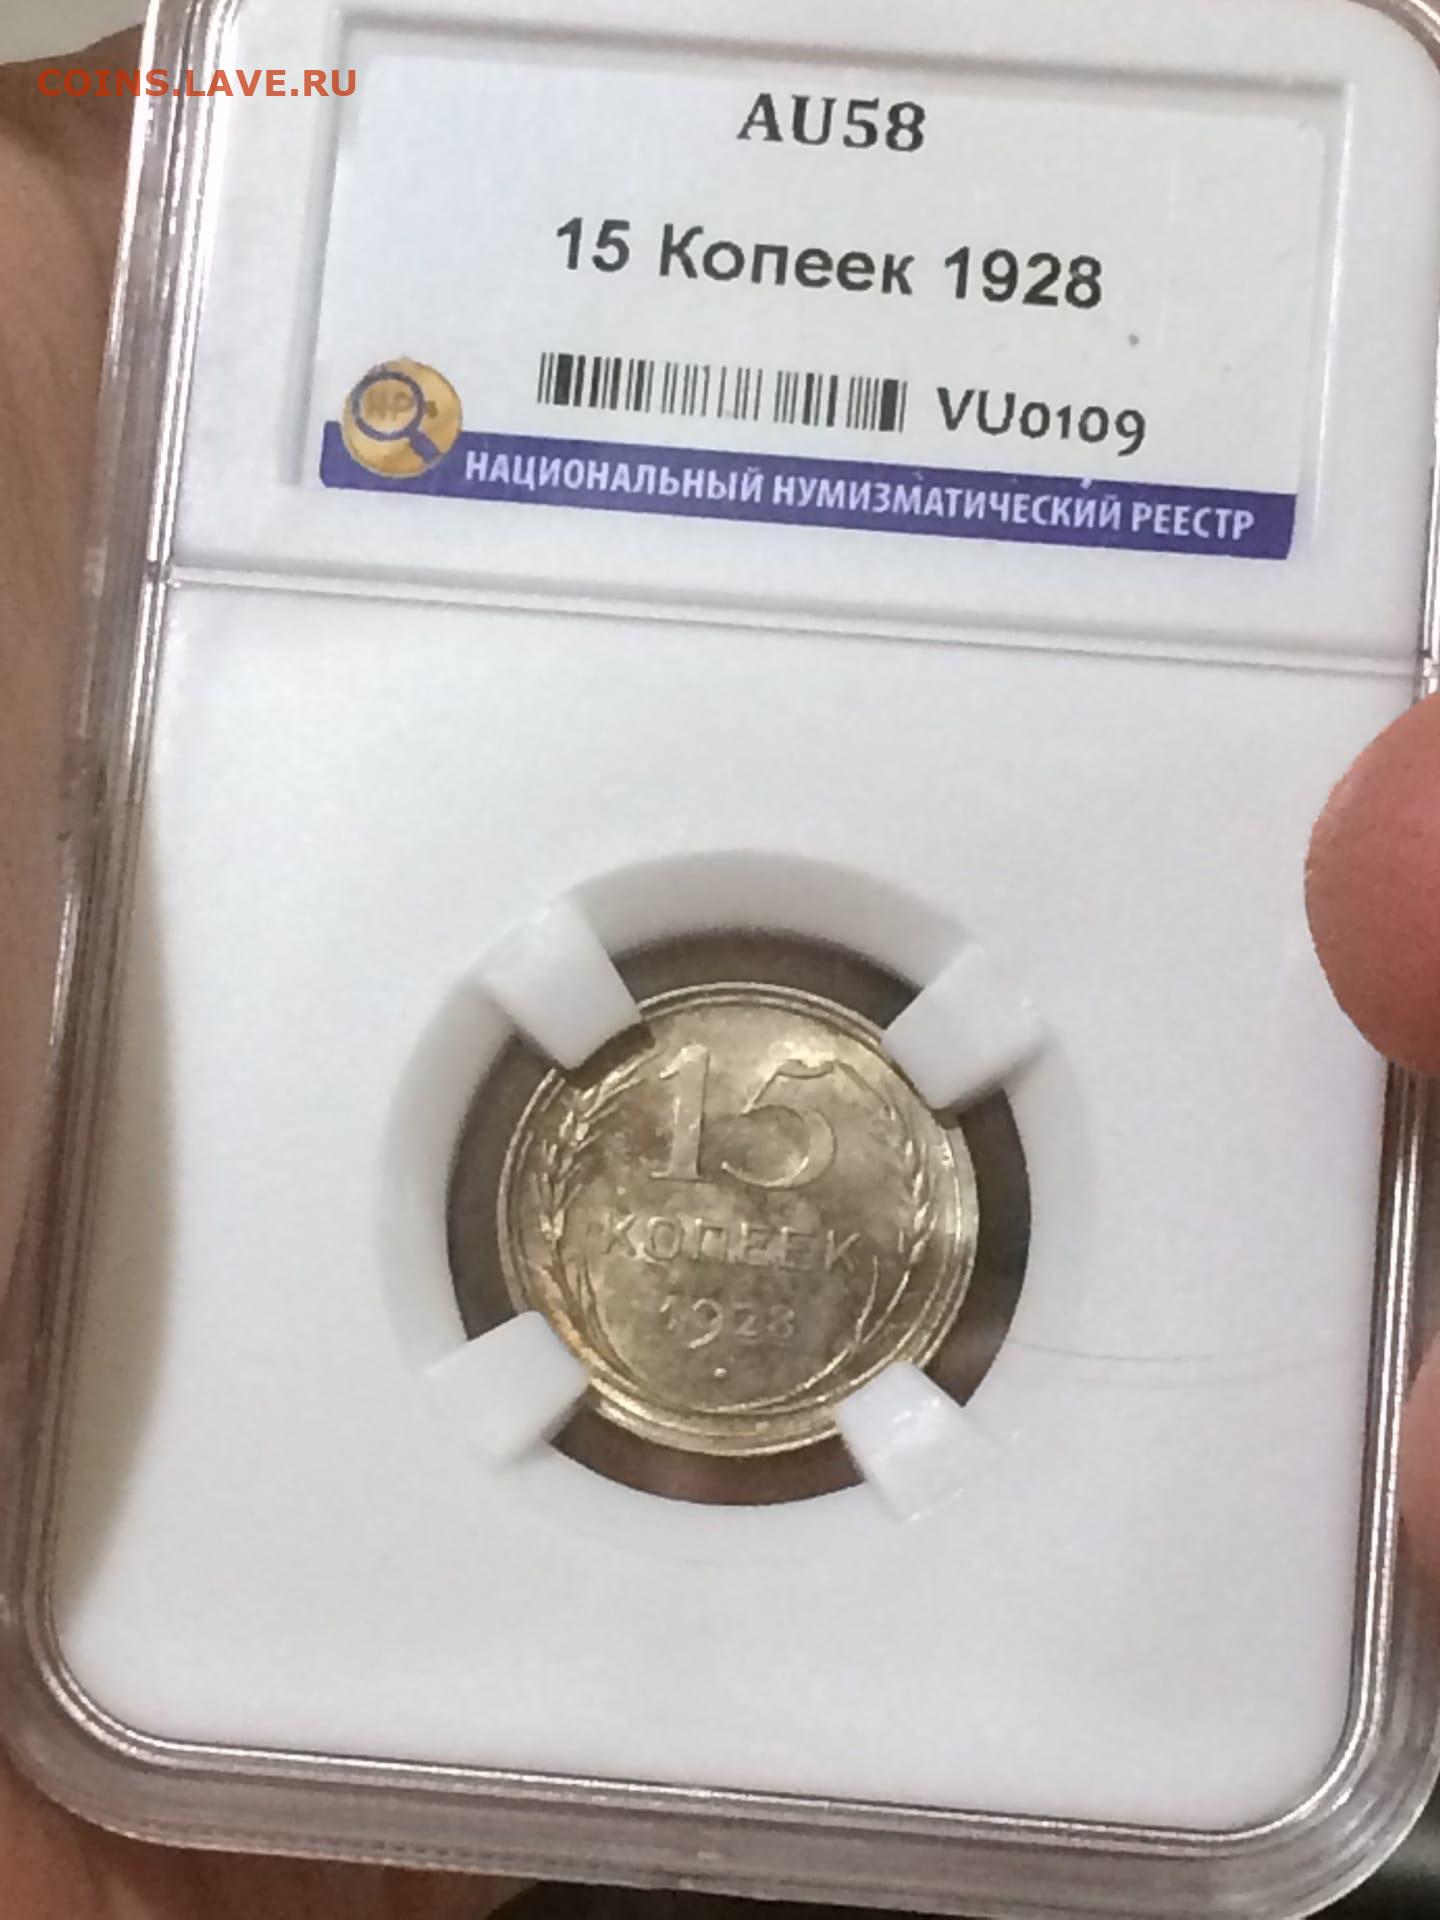 COINS.LAVE.RU
AU58
15 Копеек 1928
VU0109
НАЦИОНАЛЬНЫЙ НУМИЗМАТИЧЕСКИЙ РЕЕСТР
15
КОПЕЕК
1928